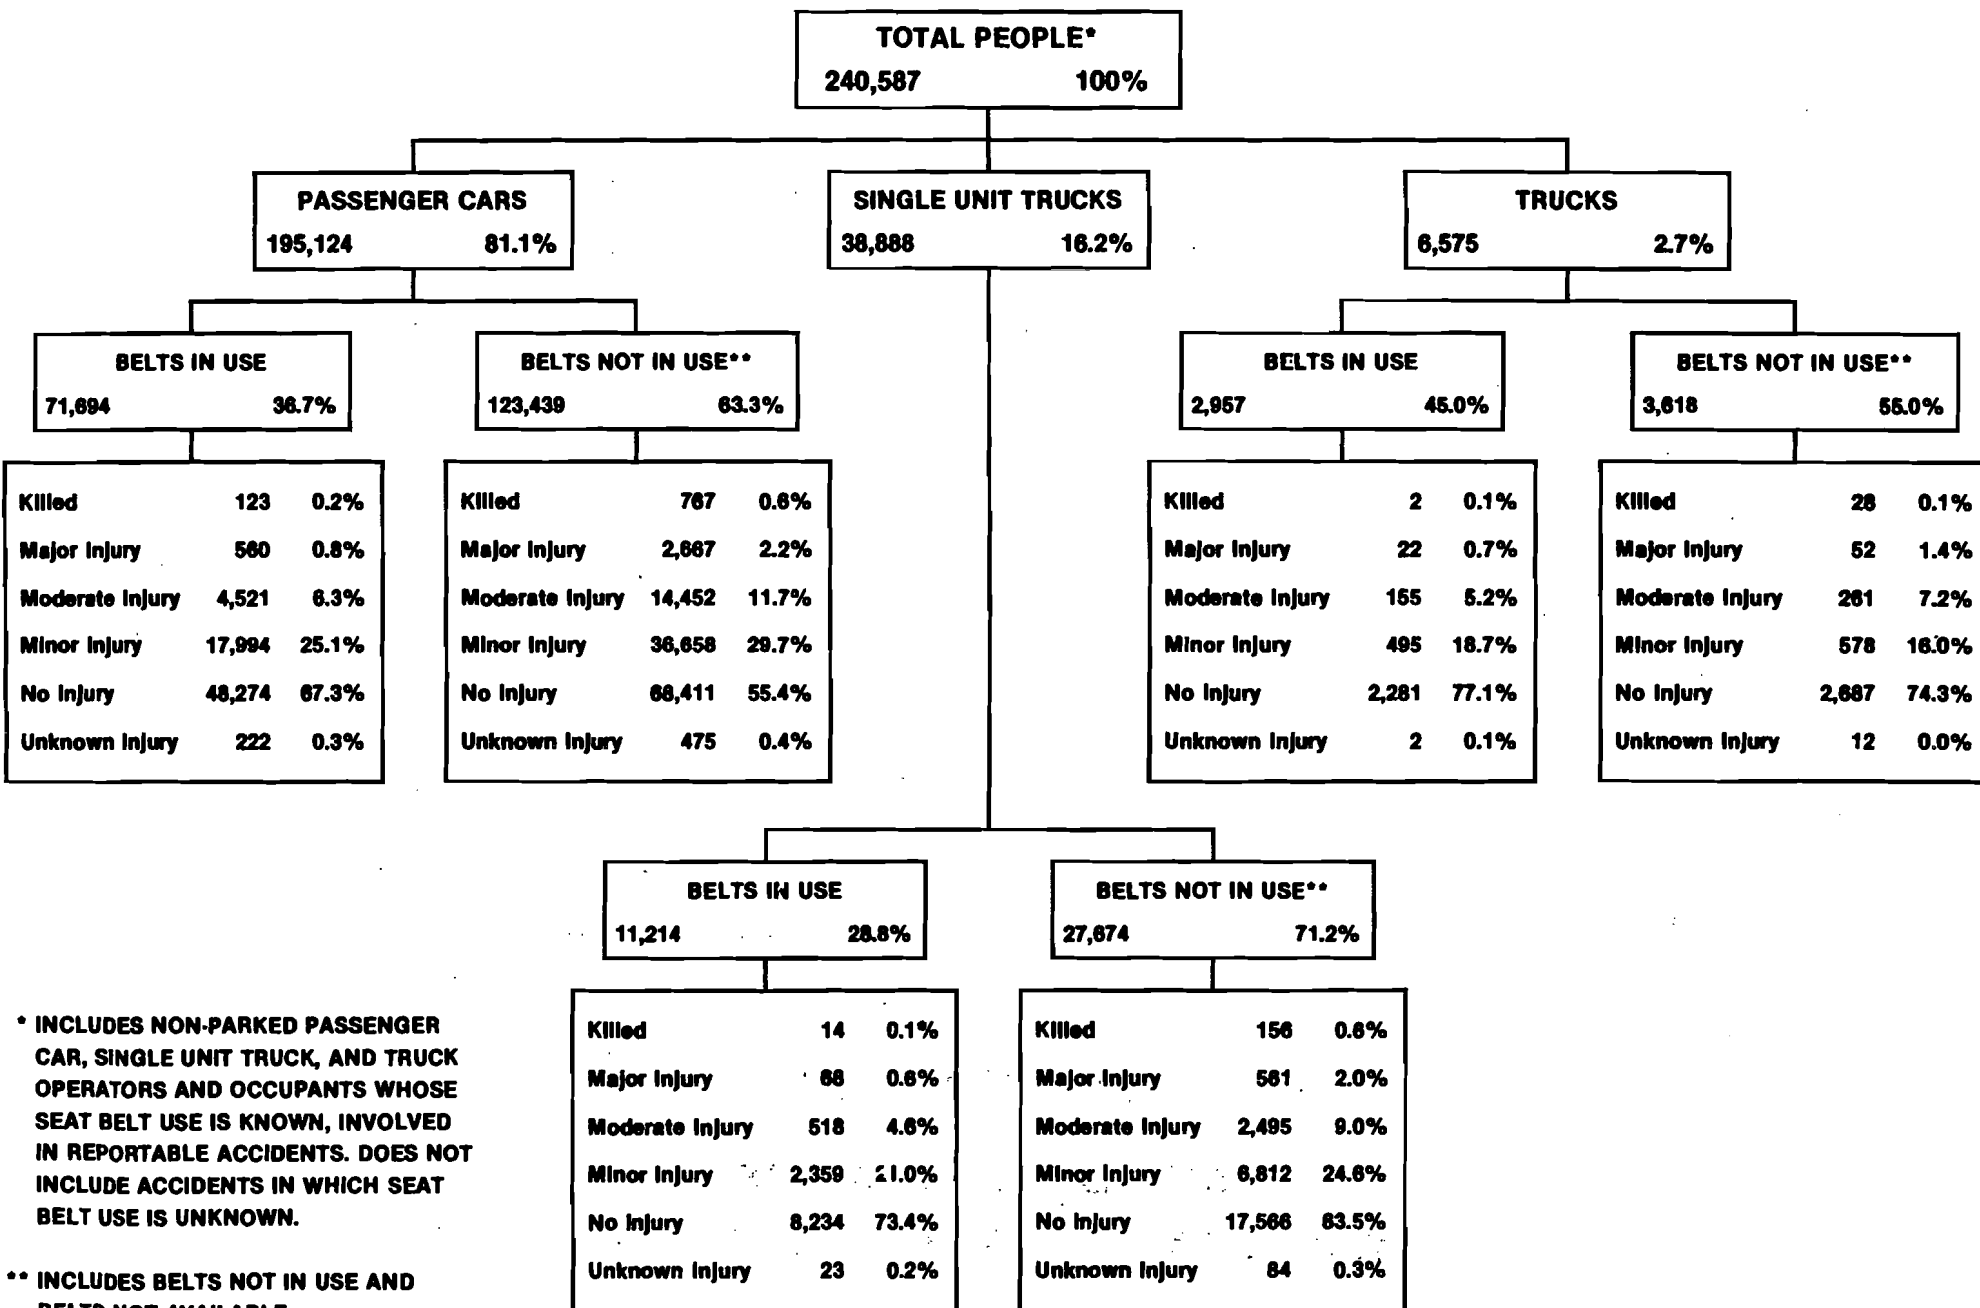 TOTAL PEOPLE*
240,587 100%
PASSENGER CARS
195,124 81.1%
SINGLE UNIT TRUCKS
38,888 16.2%
TRUCKS
6,575 2.7%
BELTS IN USE
71,694 36.7%
BELTS NOT IN USE**
123,439 63.3%
BELTS IN USE
2,957 45.0%
BELTS NOT IN USE**
3,618 55.0%
Killed 123 0.2%
Major Injury 560 0.8%
Moderate Injury 4,521 6.3%
Minor Injury 17,994 25.1%
No Injury 48,274 67.3%
Unknown Injury 222 0.3%
Killed 767 0.6%
Major Injury 2,667 2.2%
Moderate Injury 14,452 11.7%
Minor Injury 36,658 29.7%
No Injury 68,411 55.4%
Unknown Injury 475 0.4%
Killed 2 0.1%
Major Injury 22 0.7%
Moderate Injury 155 5.2%
Minor Injury 495 18.7%
No Injury 2,281 77.1%
Unknown Injury 2 0.1%
Killed 28 0.1%
Major Injury 52 1.4%
Moderate Injury 261 7.2%
Minor Injury 578 16.0%
No Injury 2,687 74.3%
Unknown Injury 12 0.0%
BELTS IN USE
11,214 28.8%
BELTS NOT IN USE**
27,674 71.2%
Killed 14 0.1%
Major Injury 68 0.6%
Moderate Injury 518 4.6%
Minor Injury 2,359 21.0%
No Injury 8,234 73.4%
Unknown Injury 23 0.2%
Killed 156 0.6%
Major Injury 561 2.0%
Moderate Injury 2,495 9.0%
Minor Injury 6,812 24.6%
No Injury 17,566 63.5%
Unknown Injury 84 0.3%
* INCLUDES NON-PARKED PASSENGER
CAR, SINGLE UNIT TRUCK, AND TRUCK
OPERATORS AND OCCUPANTS WHOSE
SEAT BELT USE IS KNOWN, INVOLVED
IN REPORTABLE ACCIDENTS. DOES NOT
INCLUDE ACCIDENTS IN WHICH SEAT
BELT USE IS UNKNOWN.
** INCLUDES BELTS NOT IN USE AND
BELTS NOT AVAILABLE